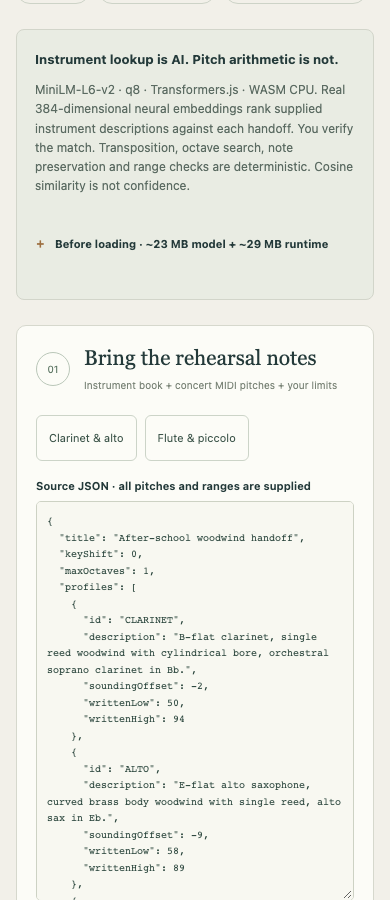 Instrument lookup is AI. Pitch arithmetic is not.
MiniLM-L6-v2 · q8 · Transformers.js · WASM CPU. Real
384-dimensional neural embeddings rank supplied
instrument descriptions against each handoff. You verify
the match. Transposition, octave search, note
preservation and range checks are deterministic. Cosine
similarity is not confidence.
+ Before loading · ~23 MB model + ~29 MB runtime
01
Bring the rehearsal notes
Instrument book + concert MIDI pitches + your limits
Clarinet & alto
Flute & piccolo
Source JSON · all pitches and ranges are supplied
{
"title": "After-school woodwind handoff",
"keyShift": 0,
"maxOctaves": 1,
"profiles": [
{
"id": "CLARINET",
"description": "B-flat clarinet, single
reed woodwind with cylindrical bore, orchestral
soprano clarinet in Bb.",
"soundingOffset": -2,
"writtenLow": 50,
"writtenHigh": 94
},
{
"id": "ALTO",
"description": "E-flat alto saxophone,
curved brass body woodwind with single reed, alto
sax in Eb.",
"soundingOffset": -9,
"writtenLow": 58,
"writtenHigh": 89
},